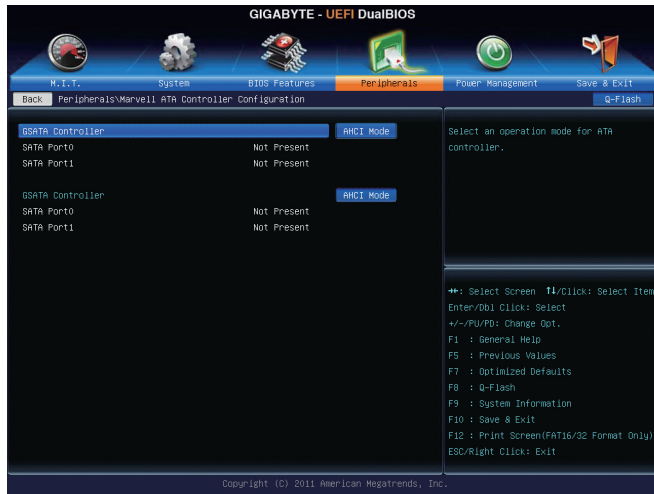 GIGABYTE - UEFI DualBIOS
M.I.T. System BIOS Features Peripherals Power Management Save & Exit
Back Peripherals\Marvell ATA Controller Configuration Q-Flash
GSATA Controller AHCI Mode
SATA Port0 Not Present
SATA Port1 Not Present
GSATA Controller AHCI Mode
SATA Port0 Not Present
SATA Port1 Not Present
Select an operation mode for ATA
controller.
→←: Select Screen ↑↓/Click: Select Item
Enter/Dbl Click: Select
+/-/PU/PD: Change Opt.
F1 : General Help
F5 : Previous Values
F7 : Optimized Defaults
F8 : Q-Flash
F9 : System Information
F10 : Save & Exit
F12 : Print Screen(FAT16/32 Format Only)
ESC/Right Click: Exit
Copyright (C) 2011 American Megatrends, Inc.